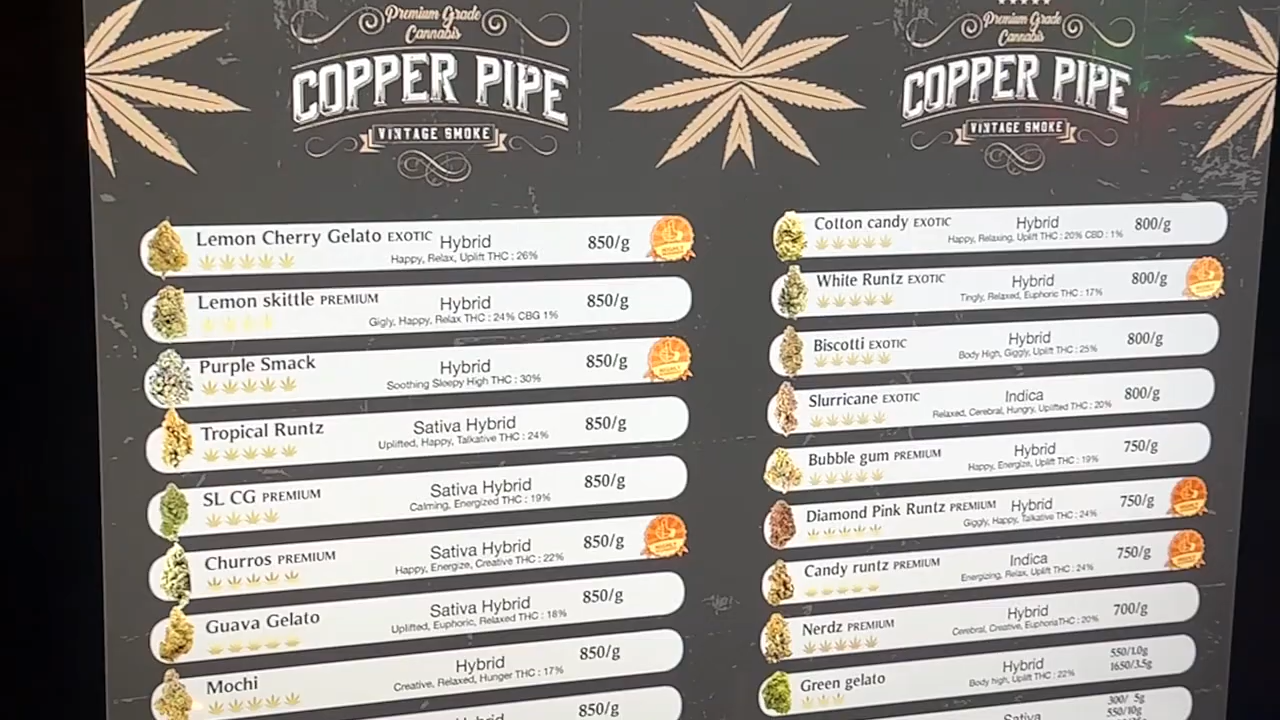 Premium Grade
Cannabis
COPPER PIPE
VINTAGE SMOKE
Lemon Cherry Gelato EXOTIC Hybrid 850/g
Happy, Relax, Uplift THC : 26%
Lemon skittle PREMIUM Hybrid 850/g
Gigly, Happy, Relax THC : 24% CBG 1%
Purple Smack Hybrid 850/g
Soothing Sleepy High THC : 30%
Tropical Runtz Sativa Hybrid 850/g
Uplifted, Happy, Talkative THC : 24%
SL CG PREMIUM Sativa Hybrid 850/g
Calming, Energized THC : 19%
Churros PREMIUM Sativa Hybrid 850/g
Happy, Energize, Creative THC : 22%
Guava Gelato Sativa Hybrid 850/g
Uplifted, Euphoric, Relaxed THC : 18%
Mochi Hybrid 850/g
Creative, Relaxed, Hunger THC : 17%
850/g
Premium Grade
Cannabis
COPPER PIPE
VINTAGE SMOKE
Cotton candy EXOTIC Hybrid 800/g
Happy, Relaxing, Uplift THC : 20% CBD : 1%
White Runtz EXOTIC Hybrid 800/g
Tingly, Relaxed, Euphoric THC : 17%
Biscotti EXOTIC Hybrid 800/g
Body High, Giggly, Uplift THC : 25%
Slurricane EXOTIC Indica 800/g
Relaxed, Cerebral, Hungry, Uplifted THC : 20%
Bubble gum PREMIUM Hybrid 750/g
Happy, Energize, Uplift THC : 19%
Diamond Pink Runtz PREMIUM Hybrid 750/g
Giggly, Happy, Talkative THC : 24%
Candy runtz PREMIUM Indica 750/g
Energizing, Relax, Uplift THC : 24%
Nerdz PREMIUM Hybrid 700/g
Cerebral, Creative, EuphoriaTHC : 20%
Green gelato Hybrid 550/1.0g
1650/3.5g
Body high, Uplift THC : 22%
Sativa 300/ 5g
550/10g